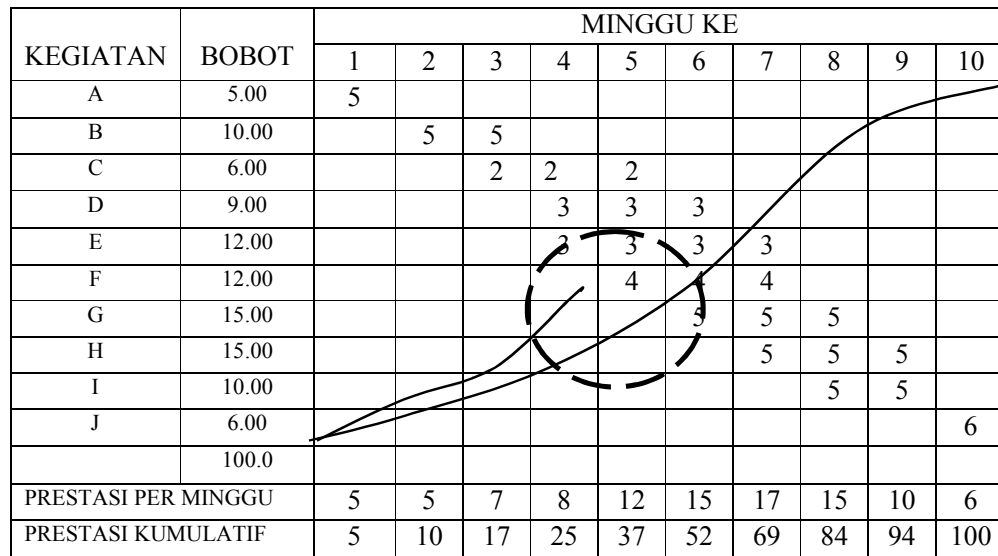 MINGGU KE
KEGIATAN BOBOT 1 2 3 4 5 6 7 8 9 10
A 5.00 5
B 10.00 5 5
C 6.00 2 2 2
D 9.00 3 3 3
E 12.00 3 3 3 3
F 12.00 4 4 4
G 15.00 5 5 5
H 15.00 5 5 5
I 10.00 5 5
J 6.00 6
100.0
PRESTASI PER MINGGU 5 5 7 8 12 15 17 15 10 6
PRESTASI KUMULATIF 5 10 17 25 37 52 69 84 94 100